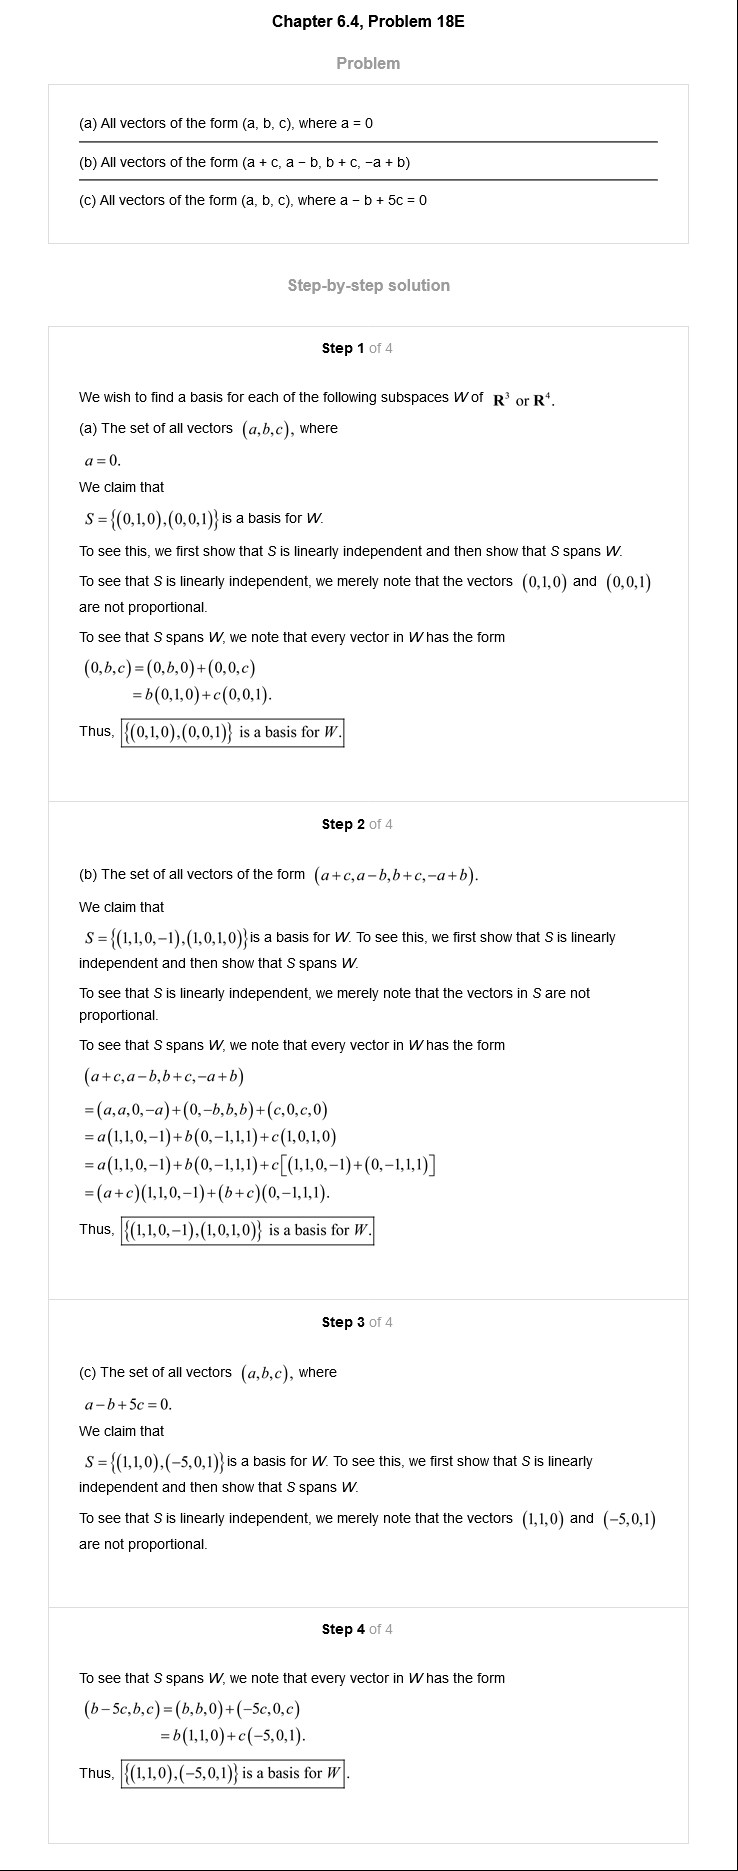 Chapter 6.4, Problem 18E
Problem
(a) All vectors of the form (a, b, c), where a = 0
(b) All vectors of the form (a + c, a − b, b + c, −a + b)
(c) All vectors of the form (a, b, c), where a − b + 5c = 0
Step-by-step solution
Step 1 of 4
We wish to find a basis for each of the following subspaces W of R³ or R⁴.
(a) The set of all vectors (a,b,c), where
a = 0.
We claim that
S = {(0,1,0),(0,0,1)} is a basis for W.
To see this, we first show that S is linearly independent and then show that S spans W.
To see that S is linearly independent, we merely note that the vectors (0,1,0) and (0,0,1)
are not proportional.
To see that S spans W, we note that every vector in W has the form
(0,b,c)=(0,b,0)+(0,0,c)
=b(0,1,0)+c(0,0,1).
Thus, {(0,1,0),(0,0,1)} is a basis for W.
Step 2 of 4
(b) The set of all vectors of the form (a+c,a−b,b+c,−a+b).
We claim that
S = {(1,1,0,−1),(1,0,1,0)} is a basis for W. To see this, we first show that S is linearly
independent and then show that S spans W.
To see that S is linearly independent, we merely note that the vectors in S are not
proportional.
To see that S spans W, we note that every vector in W has the form
(a+c,a−b,b+c,−a+b)
=(a,a,0,−a)+(0,−b,b,b)+(c,0,c,0)
=a(1,1,0,−1)+b(0,−1,1,1)+c(1,0,1,0)
=a(1,1,0,−1)+b(0,−1,1,1)+c[(1,1,0,−1)+(0,−1,1,1)]
=(a+c)(1,1,0,−1)+(b+c)(0,−1,1,1).
Thus, {(1,1,0,−1),(1,0,1,0)} is a basis for W.
Step 3 of 4
(c) The set of all vectors (a,b,c), where
a−b+5c=0.
We claim that
S = {(1,1,0),(−5,0,1)} is a basis for W. To see this, we first show that S is linearly
independent and then show that S spans W.
To see that S is linearly independent, we merely note that the vectors (1,1,0) and (−5,0,1)
are not proportional.
Step 4 of 4
To see that S spans W, we note that every vector in W has the form
(b−5c,b,c)=(b,b,0)+(−5c,0,c)
=b(1,1,0)+c(−5,0,1).
Thus, {(1,1,0),(−5,0,1)} is a basis for W.